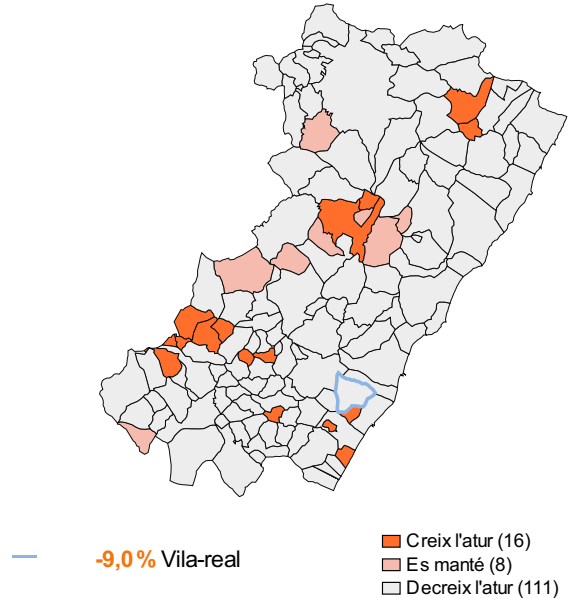 -9,0% Vila-real
Creix l'atur (16)
Es manté (8)
Decreix l'atur (111)